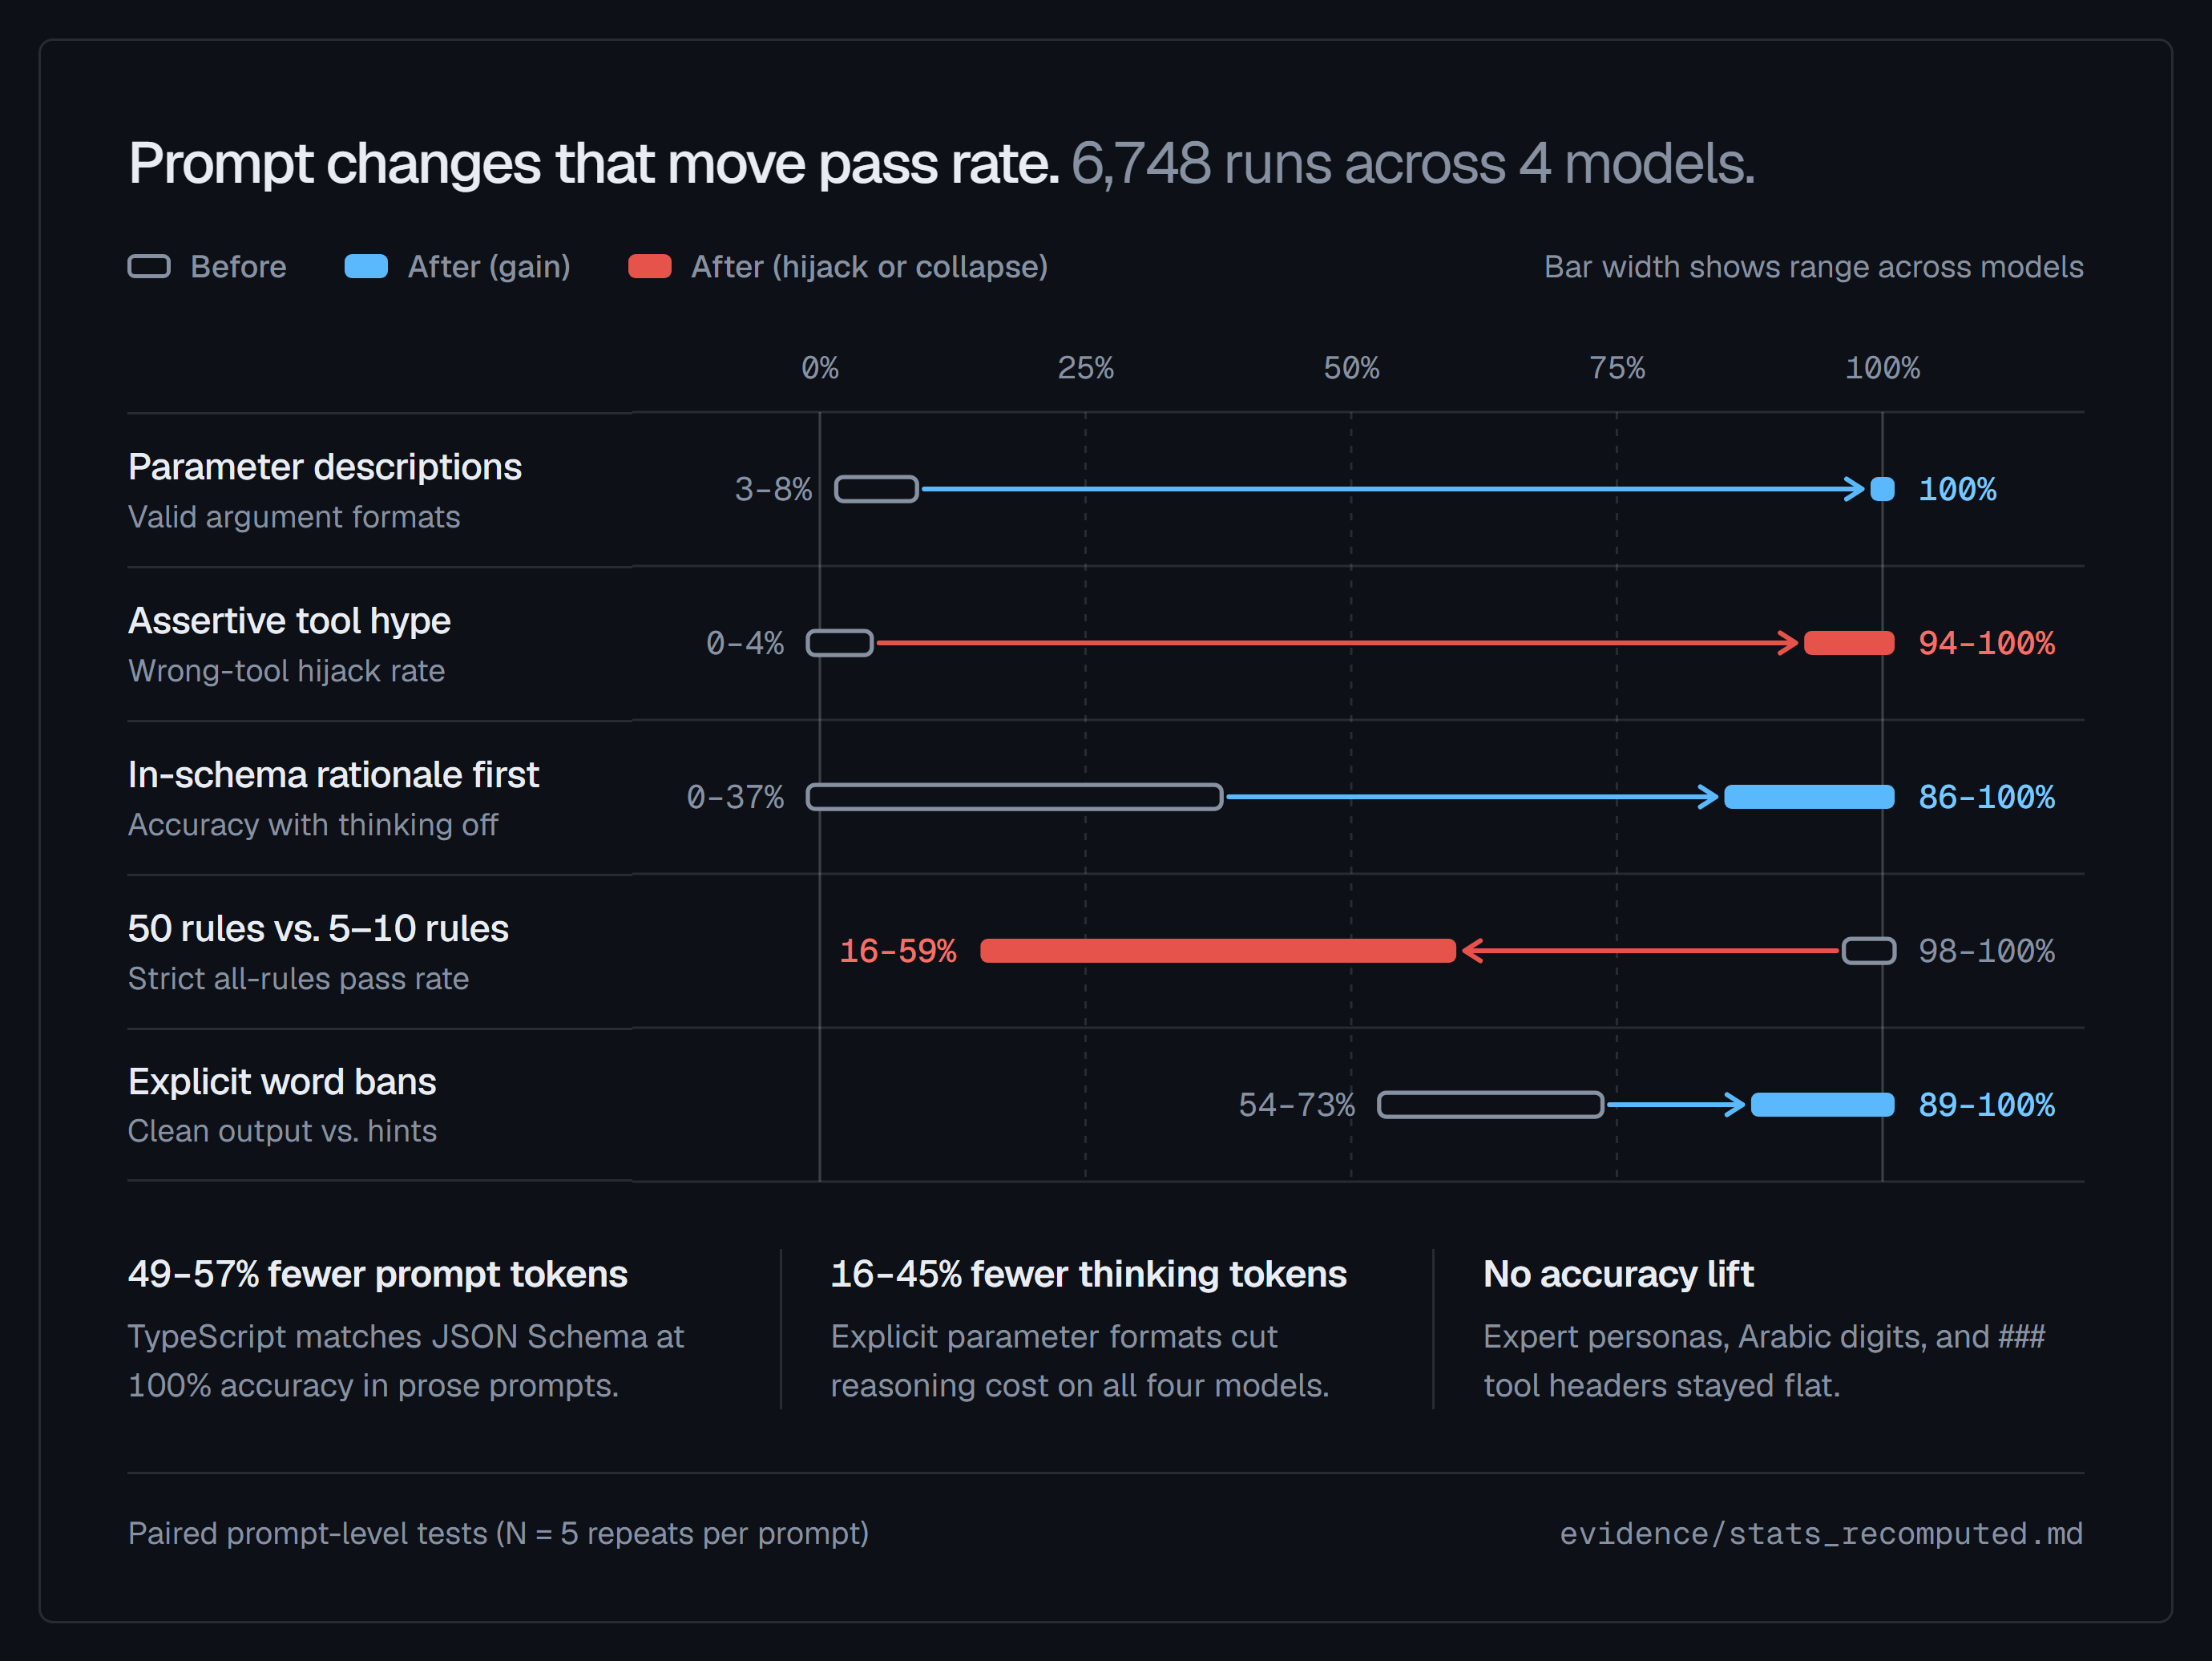 Prompt changes that move pass rate. 6,748 runs across 4 models.
Before
After (gain)
After (hijack or collapse)
Bar width shows range across models
0% 25% 50% 75% 100%
Parameter descriptions
Valid argument formats
3–8%
100%
Assertive tool hype
Wrong-tool hijack rate
0–4%
94–100%
In-schema rationale first
Accuracy with thinking off
0–37%
86–100%
50 rules vs. 5–10 rules
Strict all-rules pass rate
16–59%
98–100%
Explicit word bans
Clean output vs. hints
54–73%
89–100%
49–57% fewer prompt tokens
TypeScript matches JSON Schema at
100% accuracy in prose prompts.
16–45% fewer thinking tokens
Explicit parameter formats cut
reasoning cost on all four models.
No accuracy lift
Expert personas, Arabic digits, and ###
tool headers stayed flat.
Paired prompt-level tests (N = 5 repeats per prompt)
evidence/stats_recomputed.md